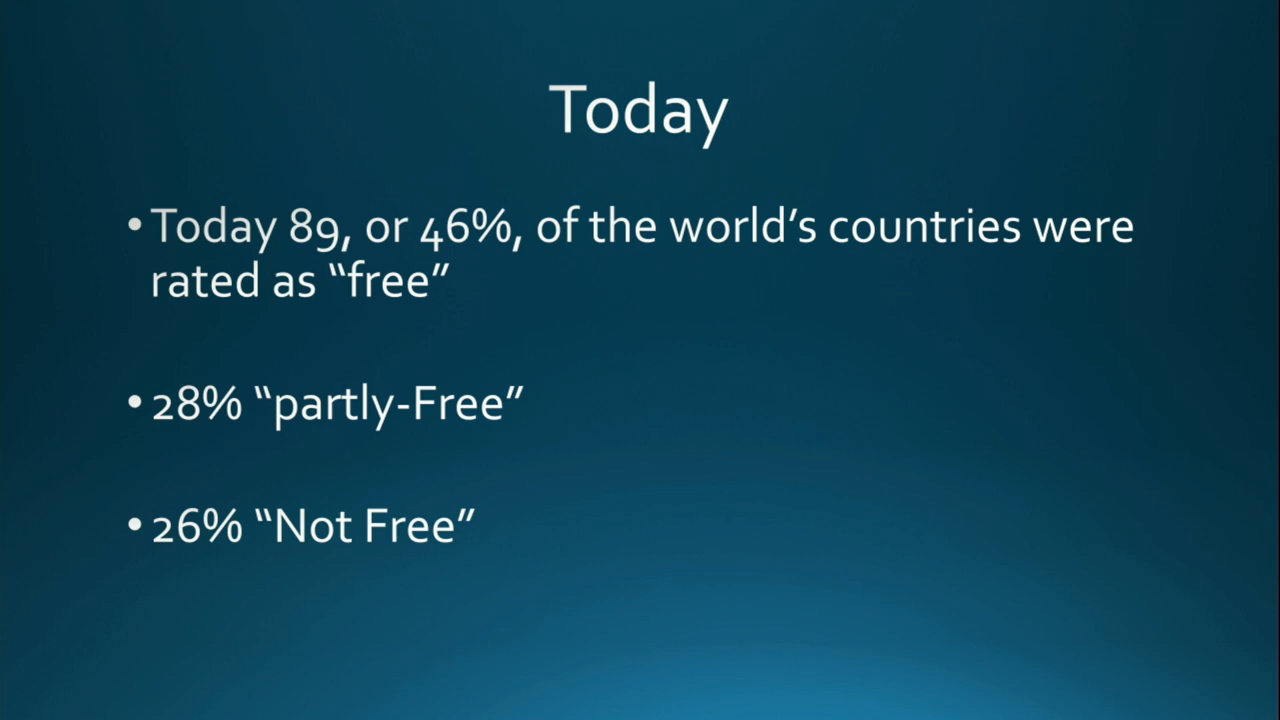 Today
•Today 89, or 46%, of the world’s countries were
rated as “free”
•28% “partly-Free”
•26% “Not Free”